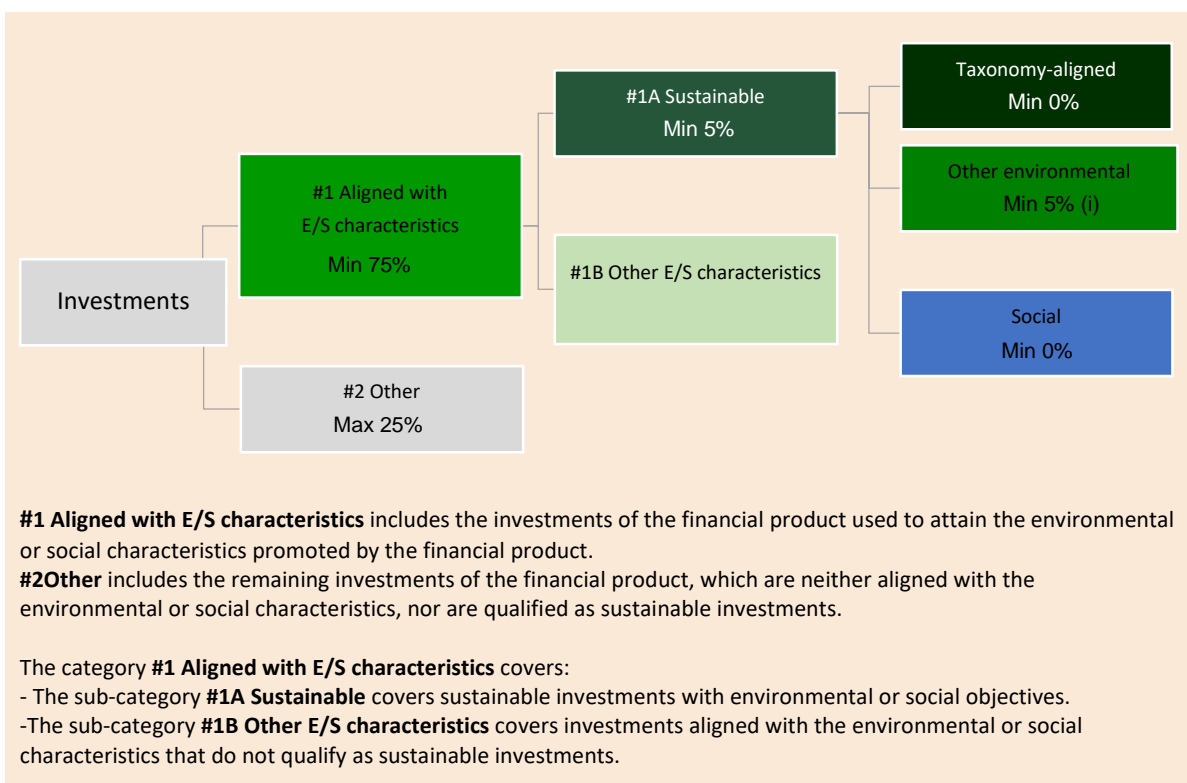 Investments
#1 Aligned with
E/S characteristics
Min 75%
#2 Other
Max 25%
#1A Sustainable
Min 5%
#1B Other E/S characteristics
Taxonomy-aligned
Min 0%
Other environmental
Min 5% (i)
Social
Min 0%
#1 Aligned with E/S characteristics includes the investments of the financial product used to attain the environmental
or social characteristics promoted by the financial product.
#2Other includes the remaining investments of the financial product, which are neither aligned with the
environmental or social characteristics, nor are qualified as sustainable investments.
The category #1 Aligned with E/S characteristics covers:
- The sub-category #1A Sustainable covers sustainable investments with environmental or social objectives.
-The sub-category #1B Other E/S characteristics covers investments aligned with the environmental or social
characteristics that do not qualify as sustainable investments.